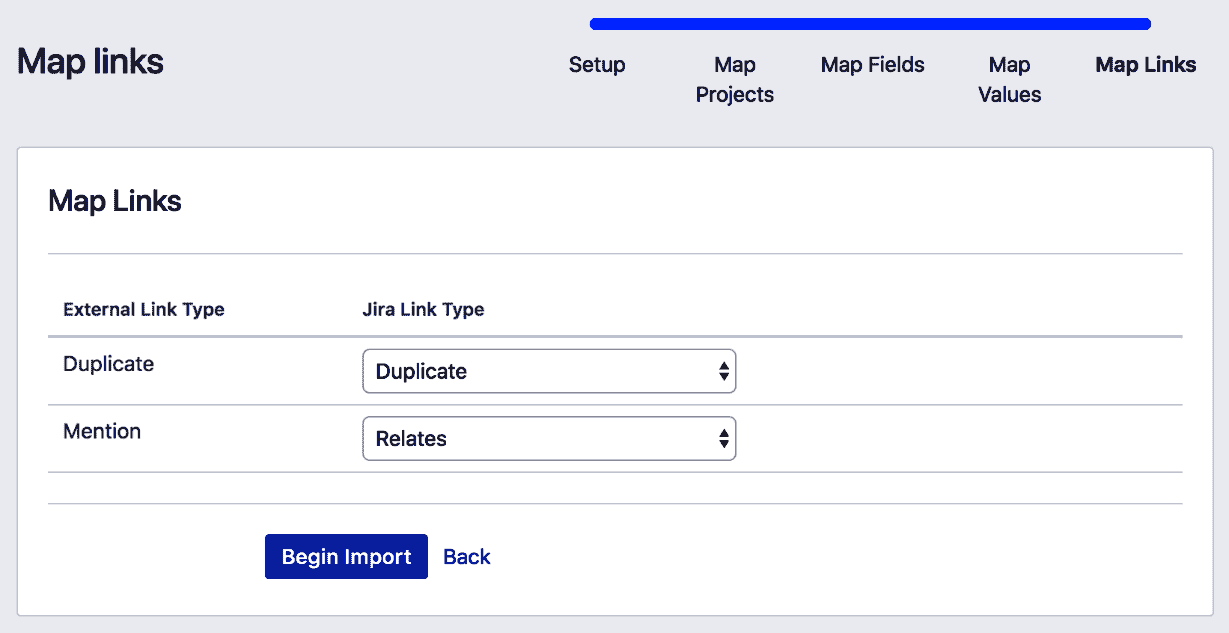 Map links
Setup
Map Projects
Map Fields
Map Values
Map Links
Map Links
External Link Type Jira Link Type
Duplicate Duplicate
Mention Relates
Begin Import Back